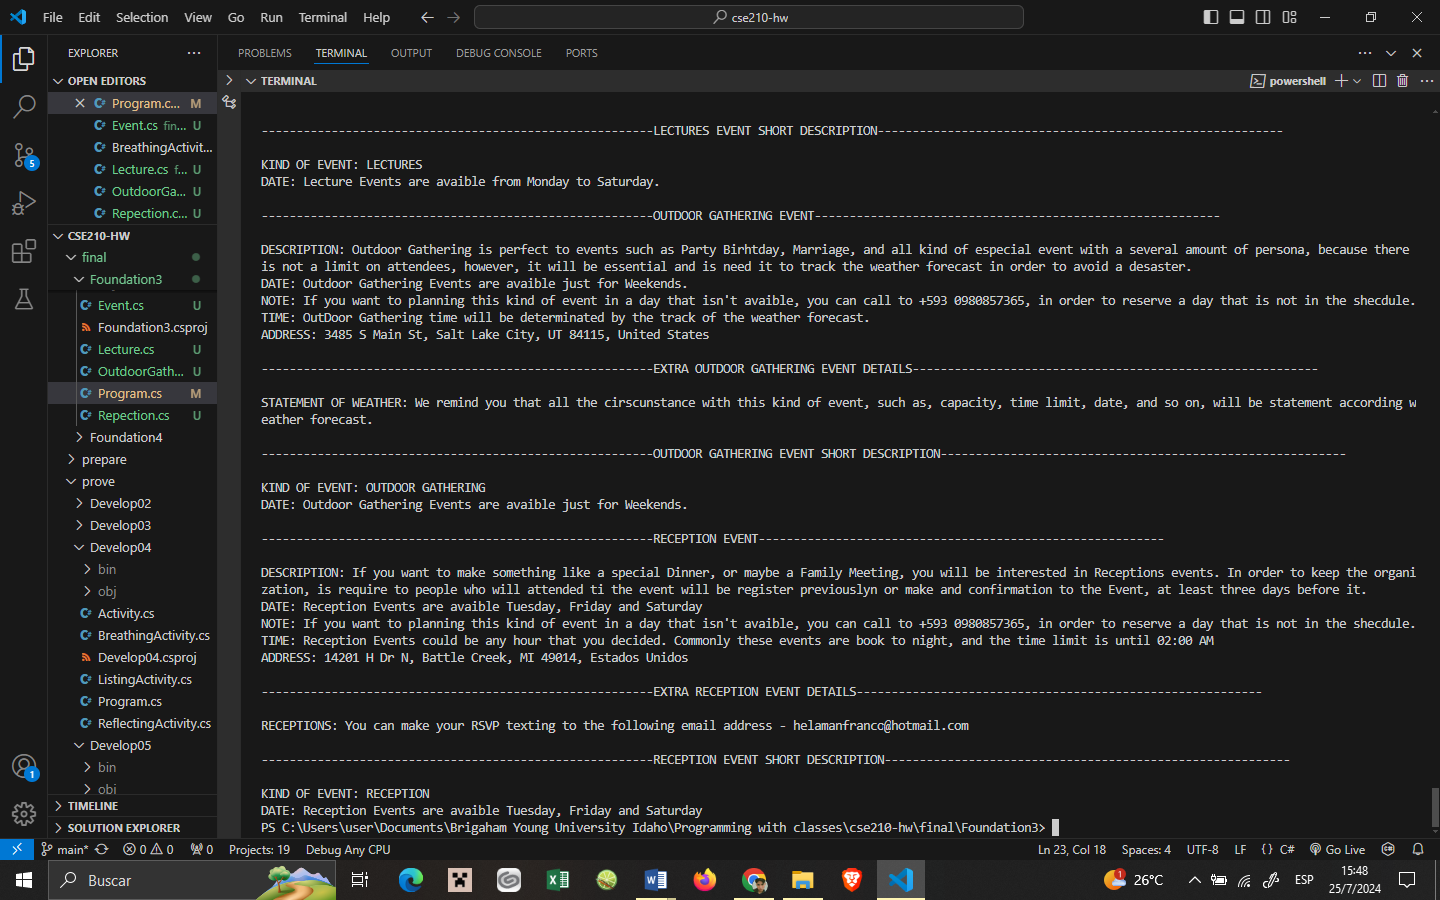 File Edit Selection View Go Run Terminal Help
cse210-hw
EXPLORER
PROBLEMS TERMINAL OUTPUT DEBUG CONSOLE PORTS
OPEN EDITORS
TERMINAL
powershell
Program.c... M
Event.cs fin... U
BreathingActivit...
Lecture.cs f... U
OutdoorGa... U
Repection.c... U
CSE210-HW
final
Foundation3
Event.cs U
Foundation3.csproj
Lecture.cs U
OutdoorGath... U
Program.cs M
Repection.cs U
Foundation4
prepare
prove
Develop02
Develop03
Develop04
bin
obj
Activity.cs
BreathingActivity.cs
Develop04.csproj
ListingActivity.cs
Program.cs
ReflectingActivity.cs
Develop05
bin
obj
TIMELINE
SOLUTION EXPLORER
5
1
--------------------------------------------------------LECTURES EVENT SHORT DESCRIPTION----------------------------------------------------------
KIND OF EVENT: LECTURES
DATE: Lecture Events are avaible from Monday to Saturday.
--------------------------------------------------------OUTDOOR GATHERING EVENT----------------------------------------------------------
DESCRIPTION: Outdoor Gathering is perfect to events such as Party Birhtday, Marriage, and all kind of especial event with a several amount of persona, because there
is not a limit on attendees, however, it will be essential and is need it to track the weather forecast in order to avoid a desaster.
DATE: Outdoor Gathering Events are avaible just for Weekends.
NOTE: If you want to planning this kind of event in a day that isn't avaible, you can call to +593 0980857365, in order to reserve a day that is not in the shecdule.
TIME: OutDoor Gathering time will be determinated by the track of the weather forecast.
ADDRESS: 3485 S Main St, Salt Lake City, UT 84115, United States
--------------------------------------------------------EXTRA OUTDOOR GATHERING EVENT DETAILS----------------------------------------------------------
STATEMENT OF WEATHER: We remind you that all the cirscunstance with this kind of event, such as, capacity, time limit, date, and so on, will be statement according w
eather forecast.
--------------------------------------------------------OUTDOOR GATHERING EVENT SHORT DESCRIPTION----------------------------------------------------------
KIND OF EVENT: OUTDOOR GATHERING
DATE: Outdoor Gathering Events are avaible just for Weekends.
--------------------------------------------------------RECEPTION EVENT----------------------------------------------------------
DESCRIPTION: If you want to make something like a special Dinner, or maybe a Family Meeting, you will be interested in Receptions events. In order to keep the organi
zation, is require to people who will attended ti the event will be register previouslyn or make and confirmation to the Event, at least three days before it.
DATE: Reception Events are avaible Tuesday, Friday and Saturday
NOTE: If you want to planning this kind of event in a day that isn't avaible, you can call to +593 0980857365, in order to reserve a day that is not in the shecdule.
TIME: Reception Events could be any hour that you decided. Commonly these events are book to night, and the time limit is until 02:00 AM
ADDRESS: 14201 H Dr N, Battle Creek, MI 49014, Estados Unidos
--------------------------------------------------------EXTRA RECEPTION EVENT DETAILS----------------------------------------------------------
RECEPTIONS: You can make your RSVP texting to the following email address - helamanfrancc@hotmail.com
--------------------------------------------------------RECEPTION EVENT SHORT DESCRIPTION----------------------------------------------------------
KIND OF EVENT: RECEPTION
DATE: Reception Events are avaible Tuesday, Friday and Saturday
PS C:\Users\user\Documents\Brigaham Young University Idaho\Programming with classes\cse210-hw\final\Foundation3>
main* 0 0 0 Projects: 19 Debug Any CPU
Ln 23, Col 18 Spaces: 4 UTF-8 LF {} C# Go Live
Buscar
1 26°C ESP
15:48
25/7/2024